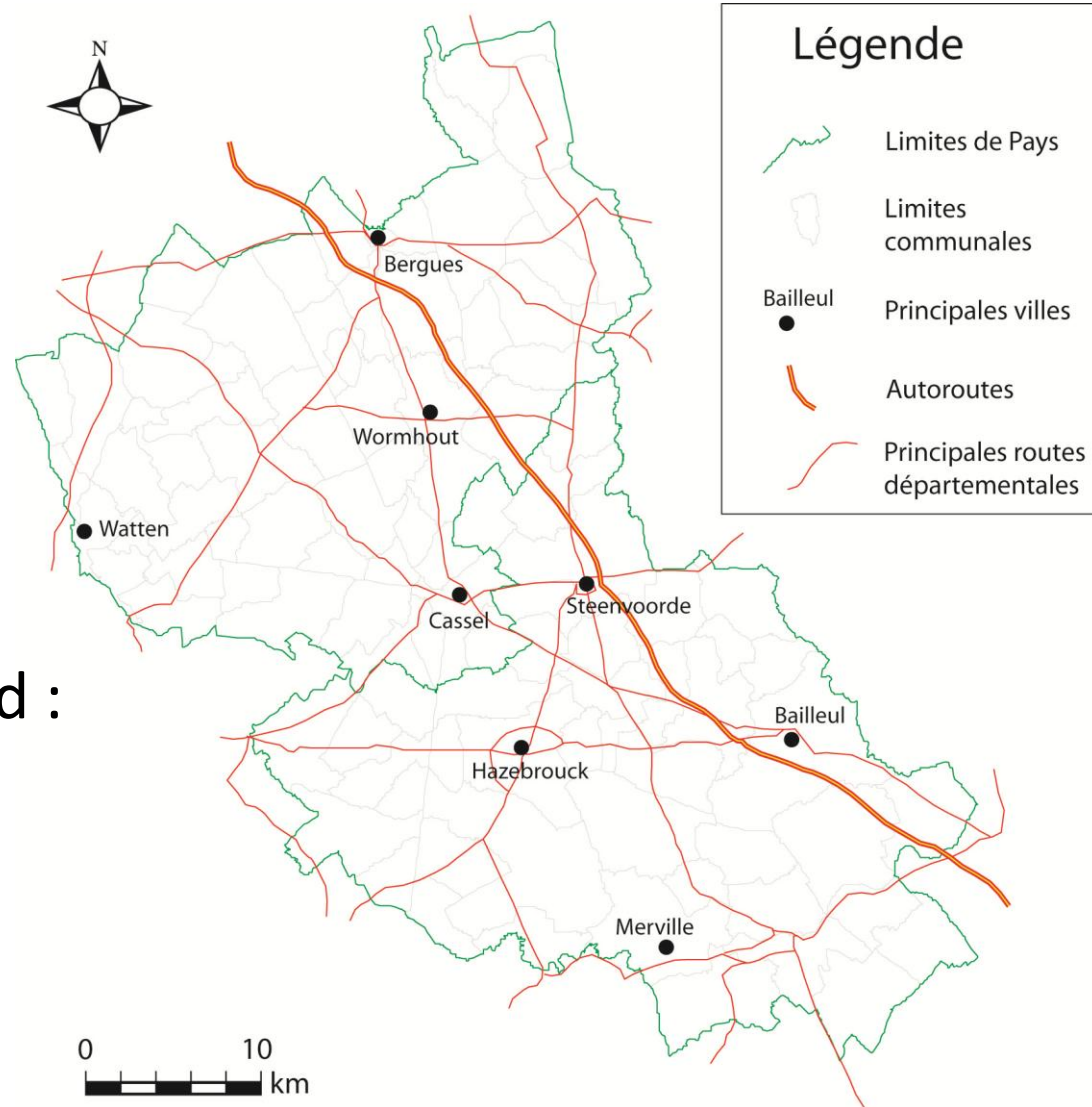 N
Légende
Limites de Pays
Limites
communales
Bailleul
Principales villes
Autoroutes
Principales routes
départementales
Bergues
Wormhout
Watten
Cassel
Steenvoorde
d :
Bailleul
Hazebrouck
Merville
0 10
km